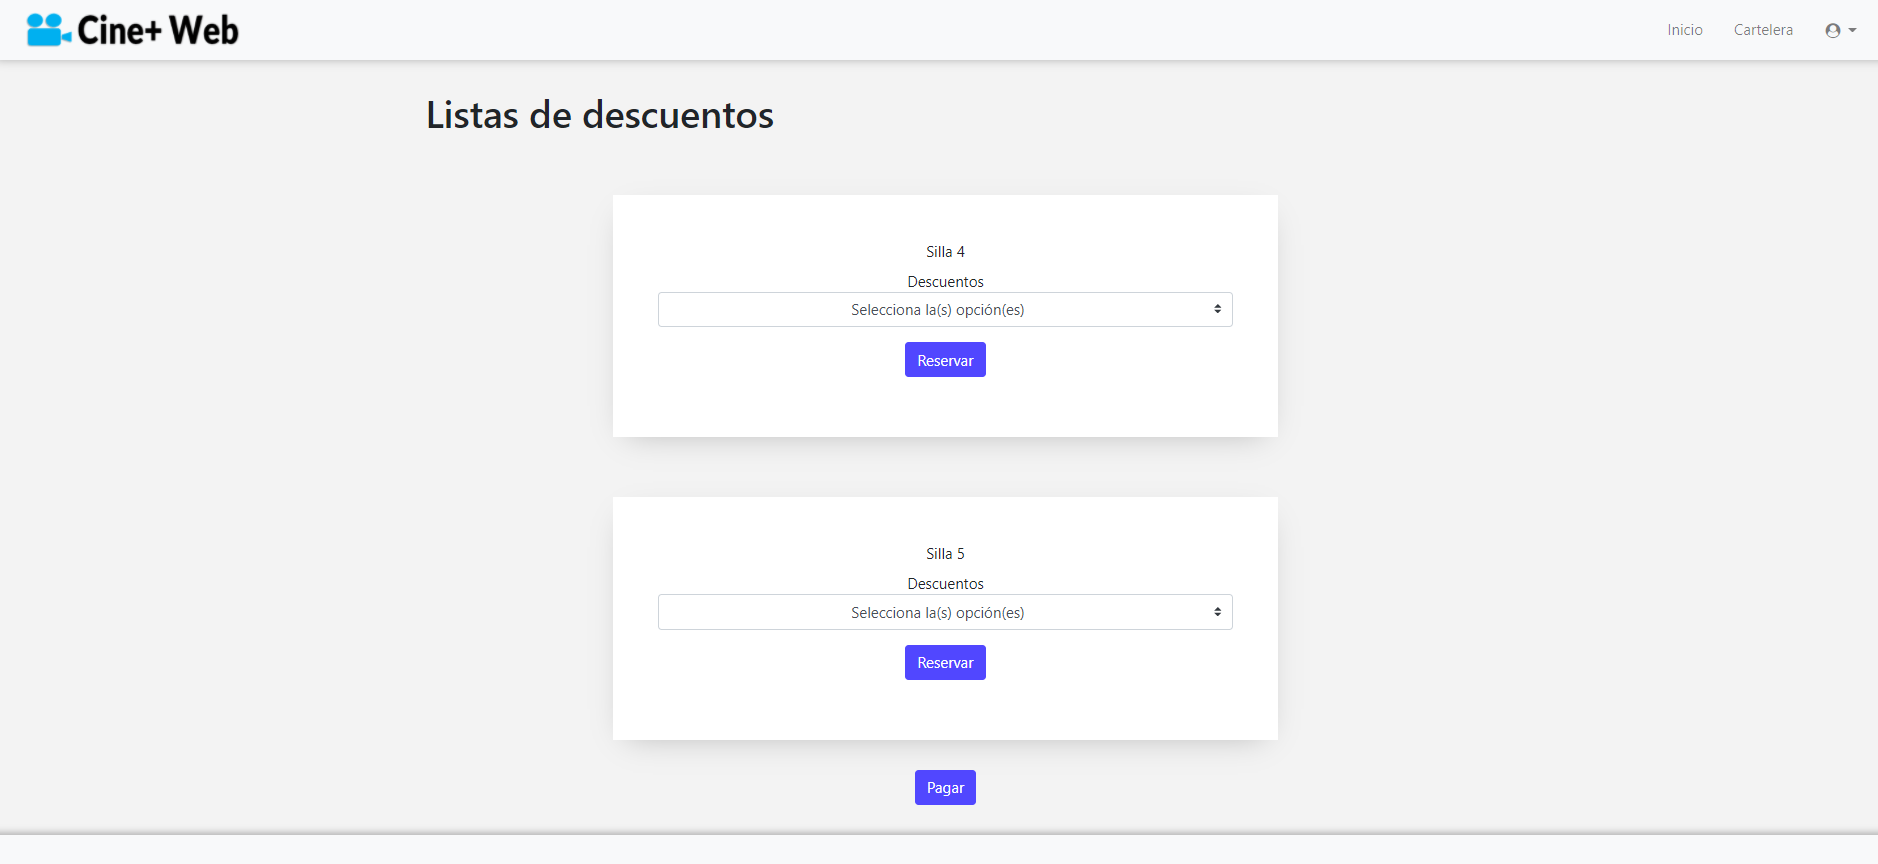 Cine+ Web
Inicio
Cartelera
Listas de descuentos
Silla 4
Descuentos
Selecciona la(s) opción(es)
Reservar
Silla 5
Descuentos
Selecciona la(s) opción(es)
Reservar
Pagar